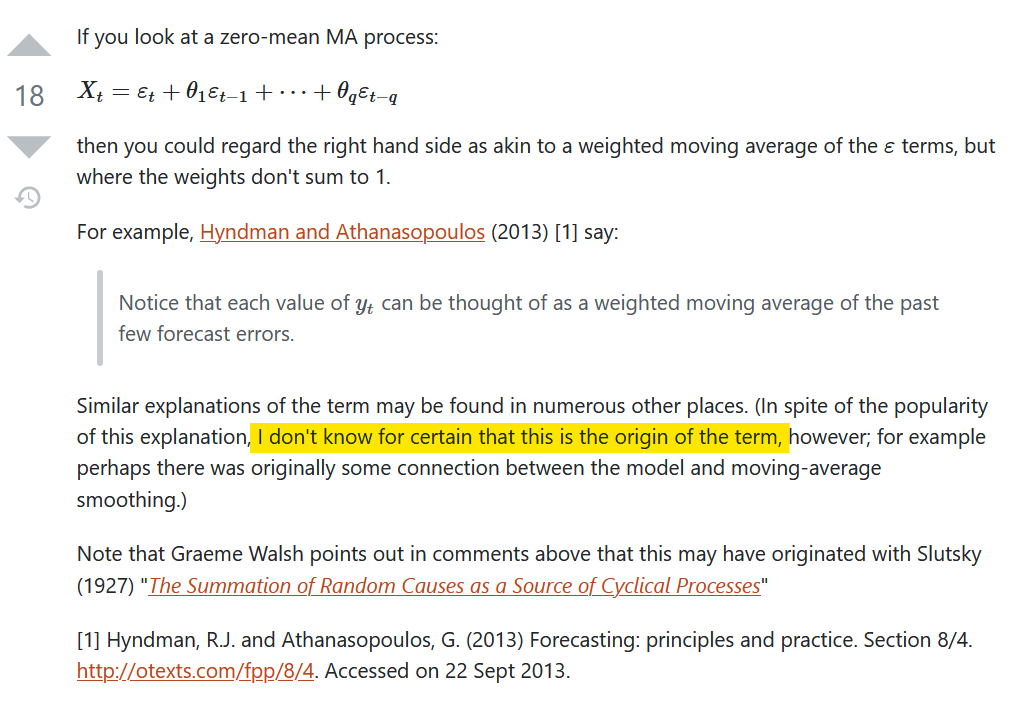 If you look at a zero-mean MA process:
18
X_t = ε_t + θ_1ε_{t−1} + ⋯ + θ_qε_{t−q}
then you could regard the right hand side as akin to a weighted moving average of the ε terms, but
where the weights don't sum to 1.
For example, Hyndman and Athanasopoulos (2013) [1] say:
Notice that each value of y_t can be thought of as a weighted moving average of the past
few forecast errors.
Similar explanations of the term may be found in numerous other places. (In spite of the popularity
of this explanation, I don't know for certain that this is the origin of the term, however; for example
perhaps there was originally some connection between the model and moving-average
smoothing.)
Note that Graeme Walsh points out in comments above that this may have originated with Slutsky
(1927) "The Summation of Random Causes as a Source of Cyclical Processes"
[1] Hyndman, R.J. and Athanasopoulos, G. (2013) Forecasting: principles and practice. Section 8/4.
http://otexts.com/fpp/8/4. Accessed on 22 Sept 2013.